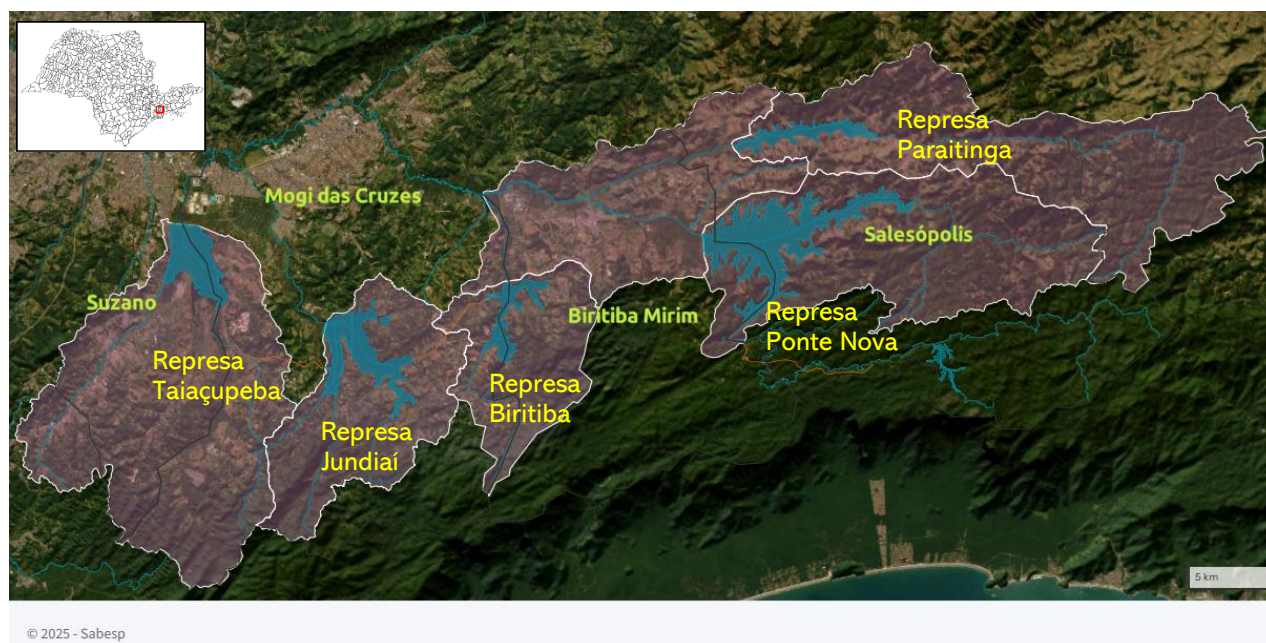 Represa
Paraitinga
Mogi das Cruzes
Salesópolis
Suzano
Biritiba Mirim
Represa
Ponte Nova
Represa
Taiaçupeba
Represa
Biritiba
Represa
Jundiaí
5 km
© 2025 - Sabesp